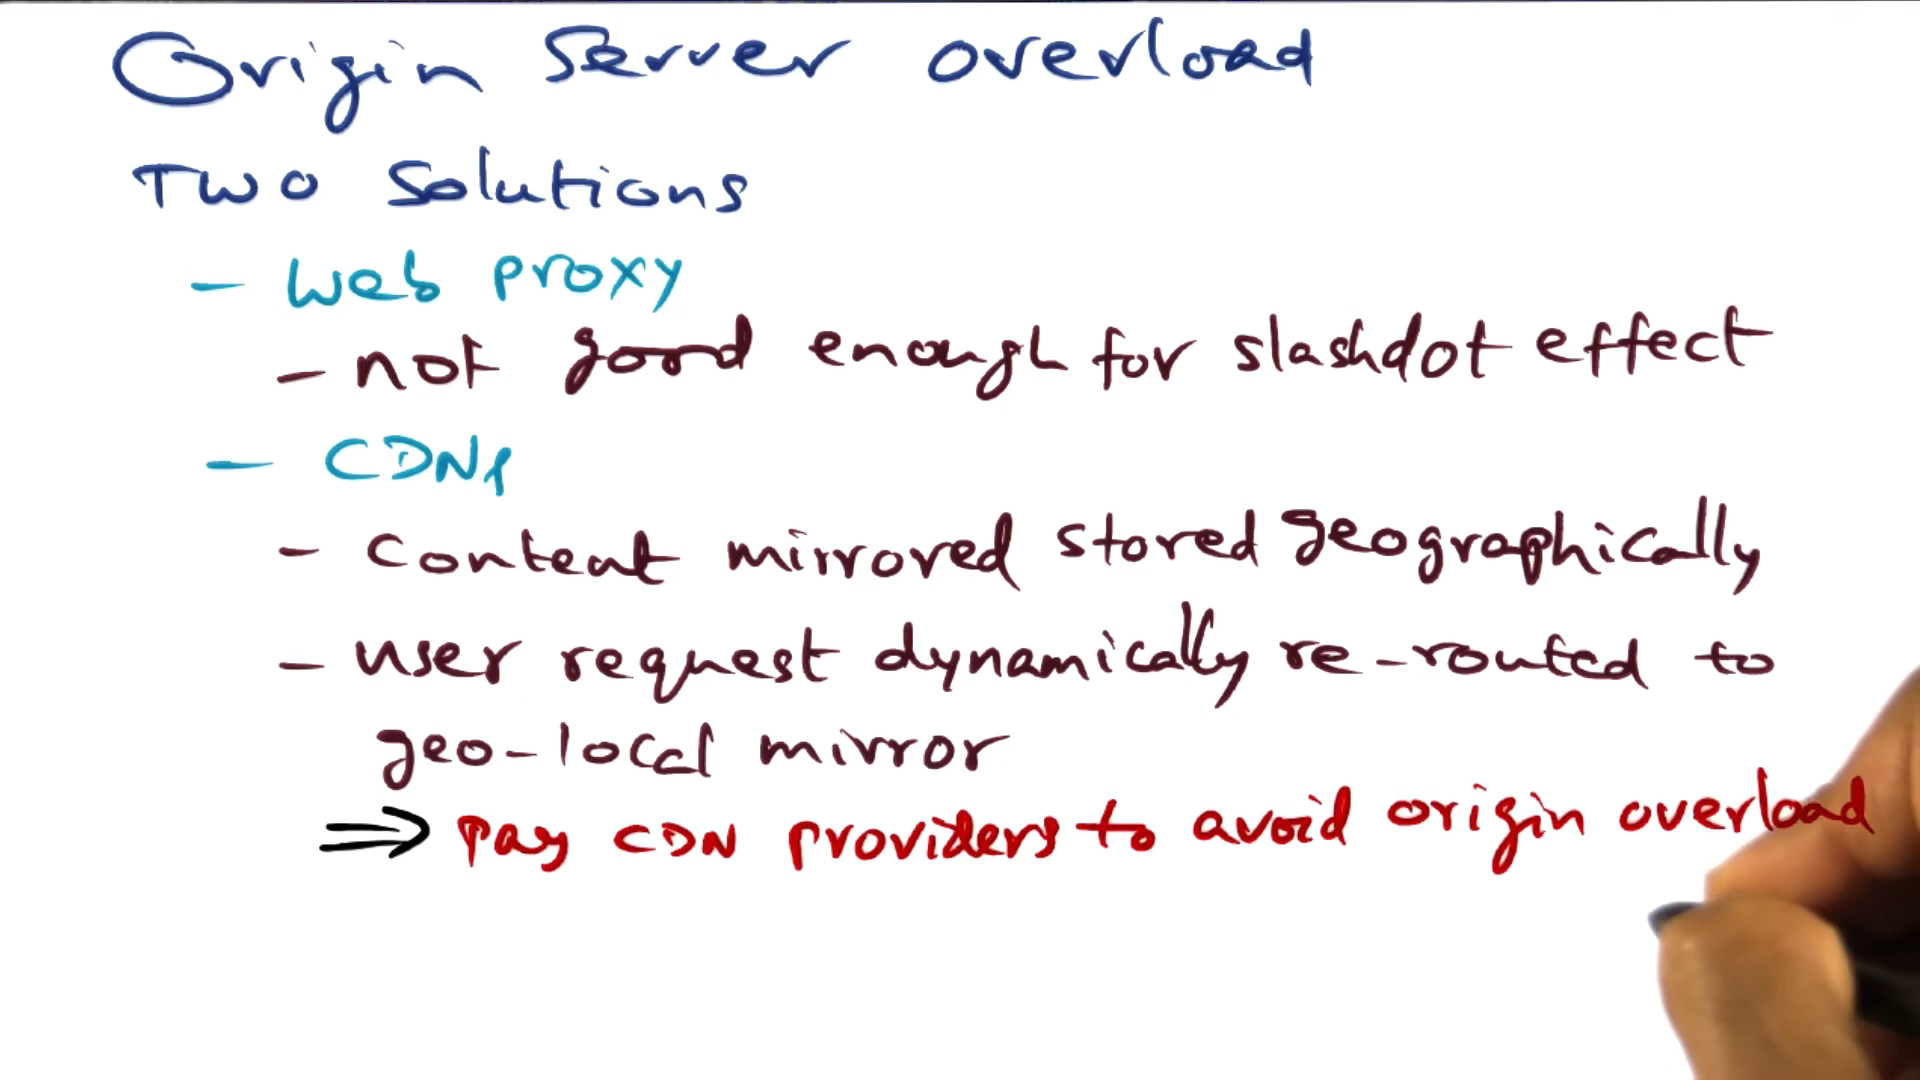 Origin Server overload
Two Solutions
- Web proxy
- not good enough for slashdot effect
- CDNs
- Content mirrored stored geographically
- user request dynamically re-routed to
geo-local mirror
⇒ Pay CDN providers to avoid origin overload